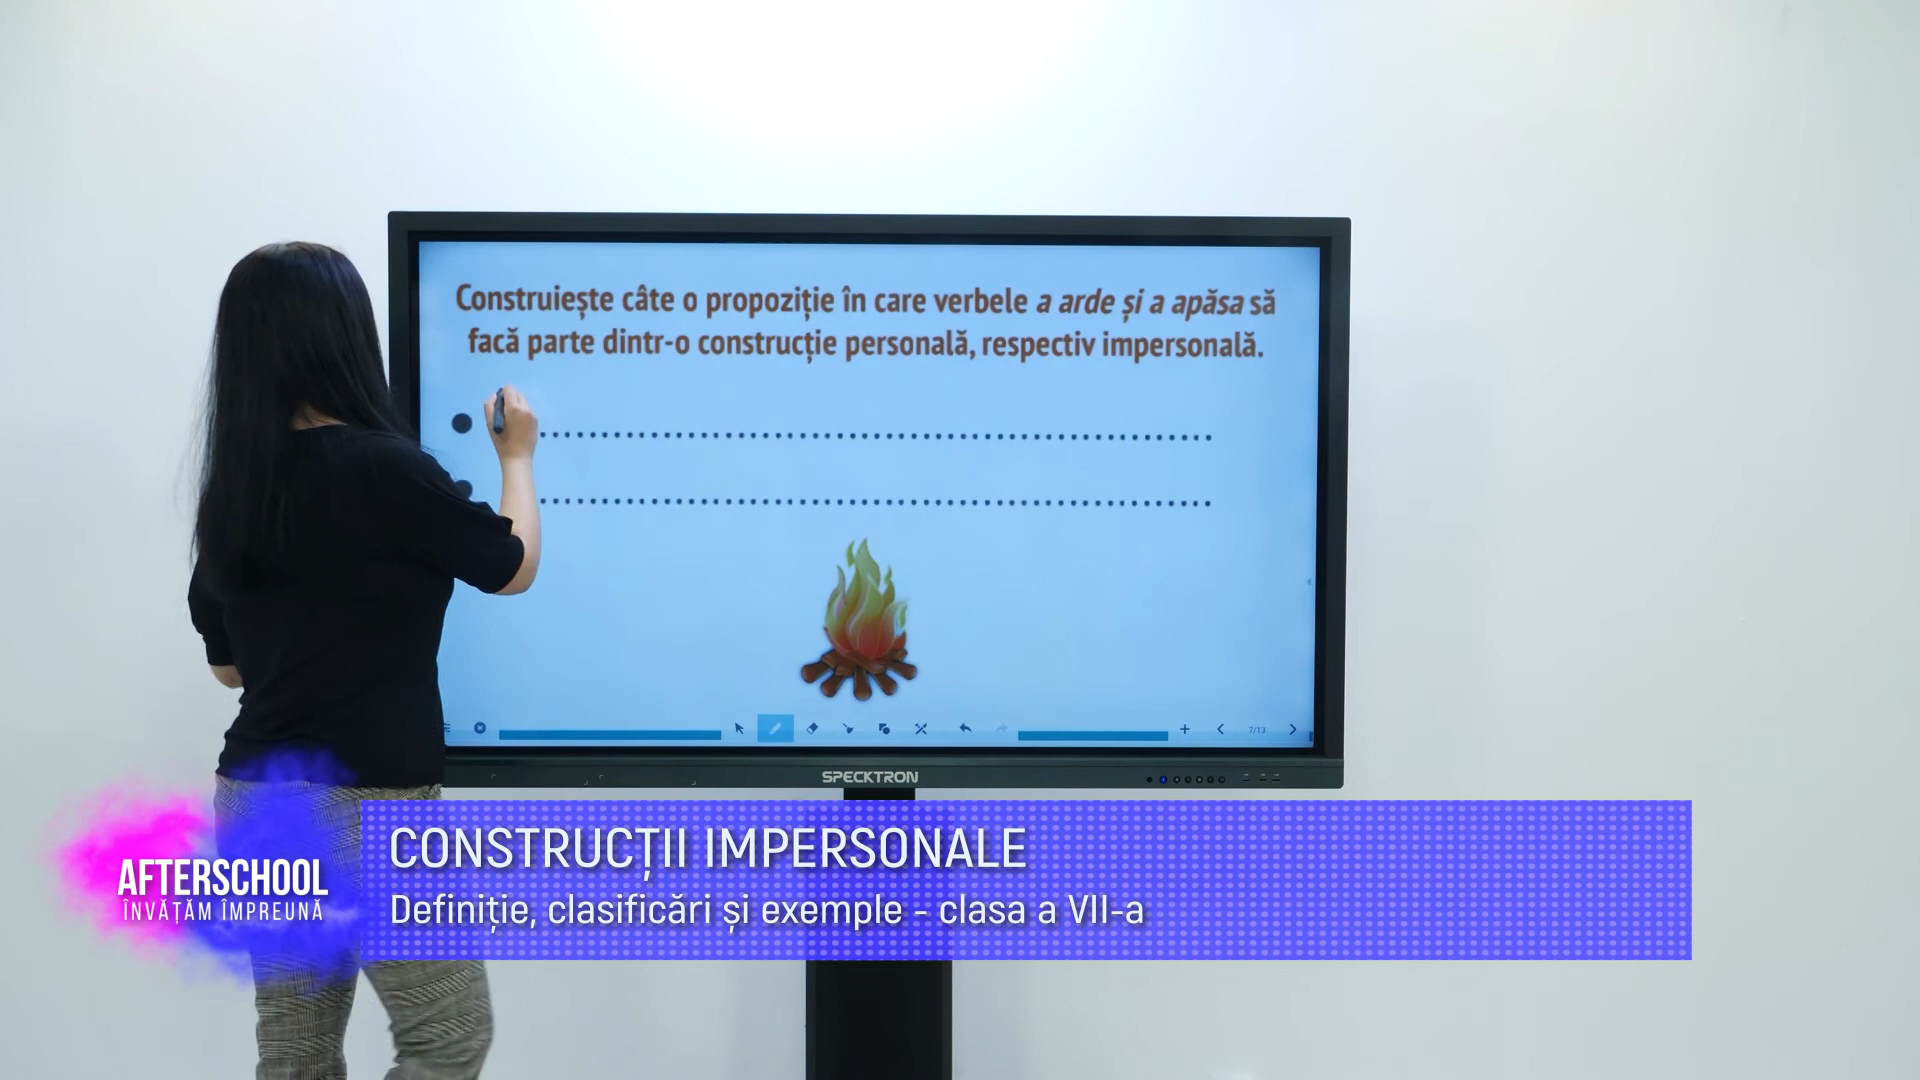 Construiește câte o propoziție în care verbele a arde și a apăsa să
facă parte dintr-o construcție personală, respectiv impersonală.
7/13
SPECKTRON
CONSTRUCȚII IMPERSONALE
Definiție, clasificări și exemple - clasa a VII-a
AFTERSCHOOL
ÎNVĂȚĂM ÎMPREUNĂ